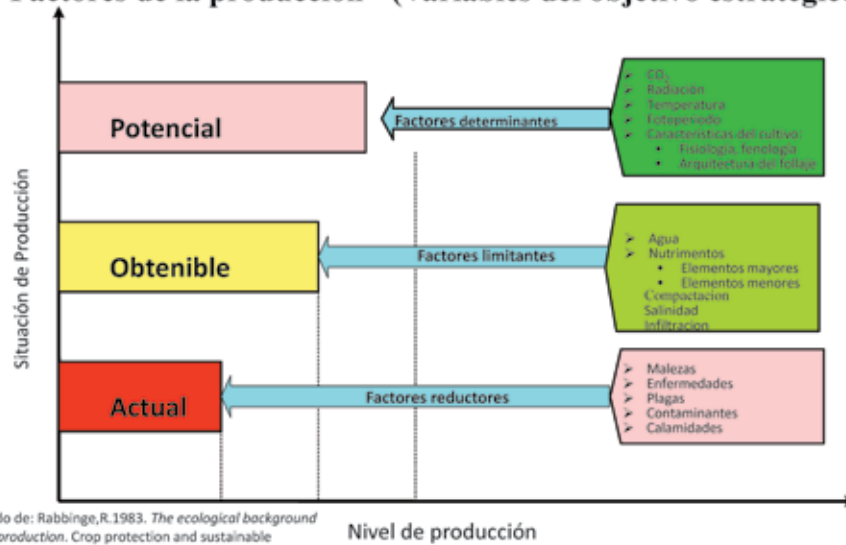 Factores de la producción (variables del objetivo estratégico
Situación de Producción
Potencial
Factores determinantes
➤ CO₂
➤ Radiación
➤ Temperatura
➤ Fotoperiodo
➤ Características del cultivo:
• Fisiología, fenología
• Arquitectura del follaje
Obtenible
Factores limitantes
➤ Agua
➤ Nutrimentos
• Elementos mayores
• Elementos menores
Compactacion
Salinidad
Infiltracion
Actual
Factores reductores
➤ Malezas
➤ Enfermedades
➤ Plagas
➤ Contaminantes
➤ Calamidades
de: Rabbinge,R.1983. The ecological background
production. Crop protection and sustainable
Nivel de producción